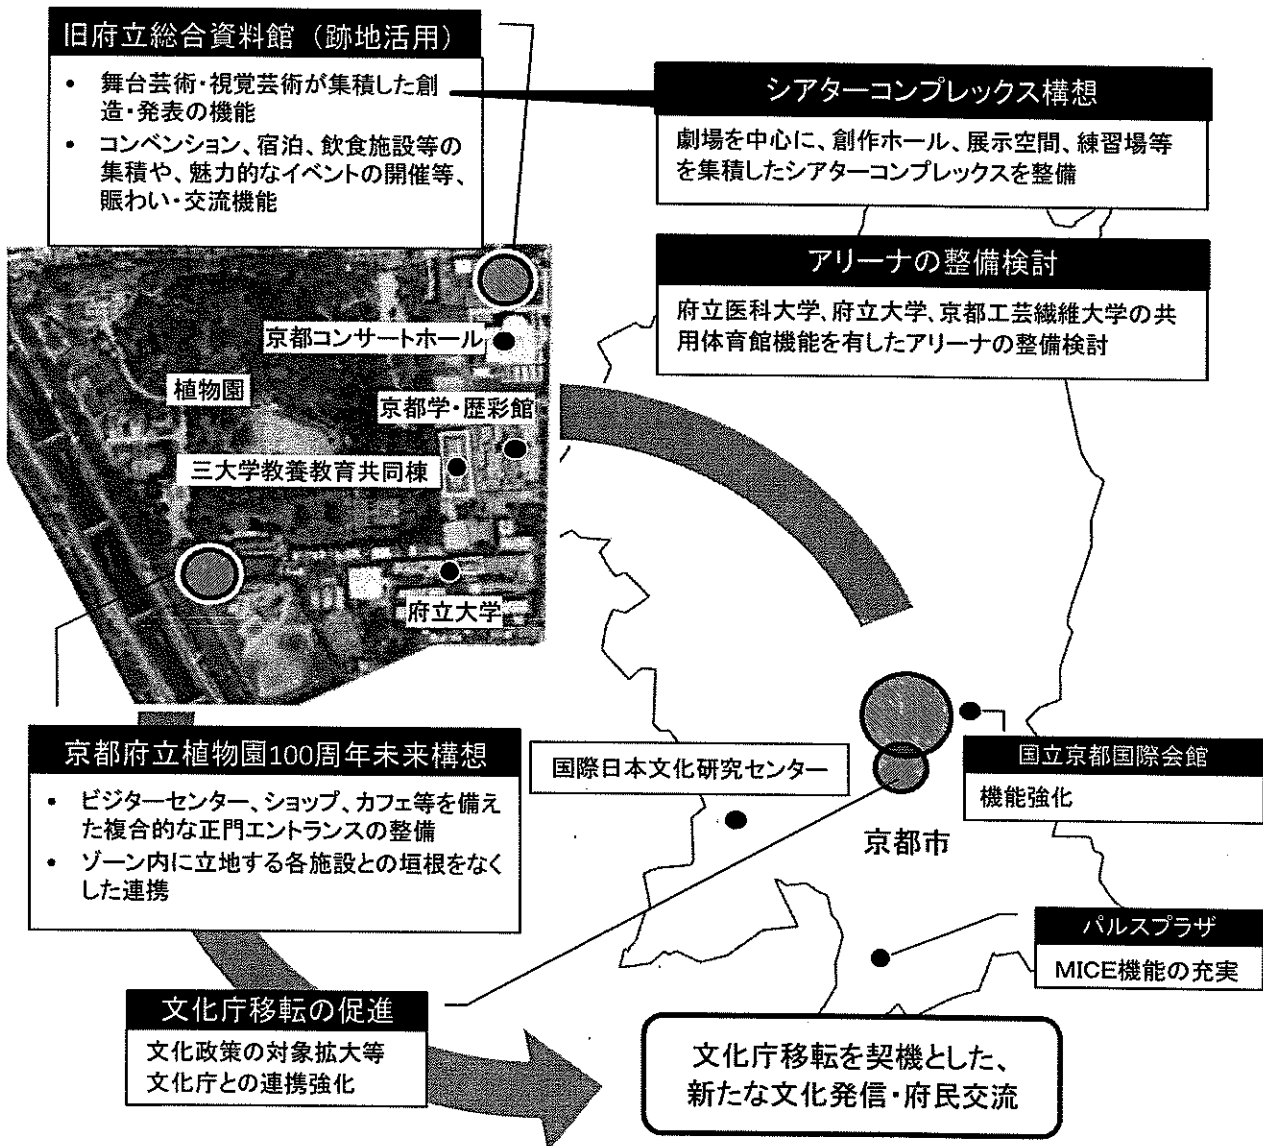 旧府立総合資料館（跡地活用）
• 舞台芸術・視覚芸術が集積した創
造・発表の機能
• コンベンション、宿泊、飲食施設等の
集積や、魅力的なイベントの開催等、
賑わい・交流機能
シアターコンプレックス構想
劇場を中心に、創作ホール、展示空間、練習場等
を集積したシアターコンプレックスを整備
アリーナの整備検討
府立医科大学、府立大学、京都工芸繊維大学の共
用体育館機能を有したアリーナの整備検討
京都コンサートホール
植物園
京都学・歴彩館
三大学教養教育共同棟
府立大学
京都府立植物園100周年未来構想
• ビジターセンター、ショップ、カフェ等を備え
た複合的な正門エントランスの整備
• ゾーン内に立地する各施設との垣根をなく
した連携
国際日本文化研究センター
国立京都国際会館
機能強化
京都市
パルスプラザ
MICE機能の充実
文化庁移転の促進
文化政策の対象拡大等
文化庁との連携強化
文化庁移転を契機とした、
新たな文化発信・府民交流